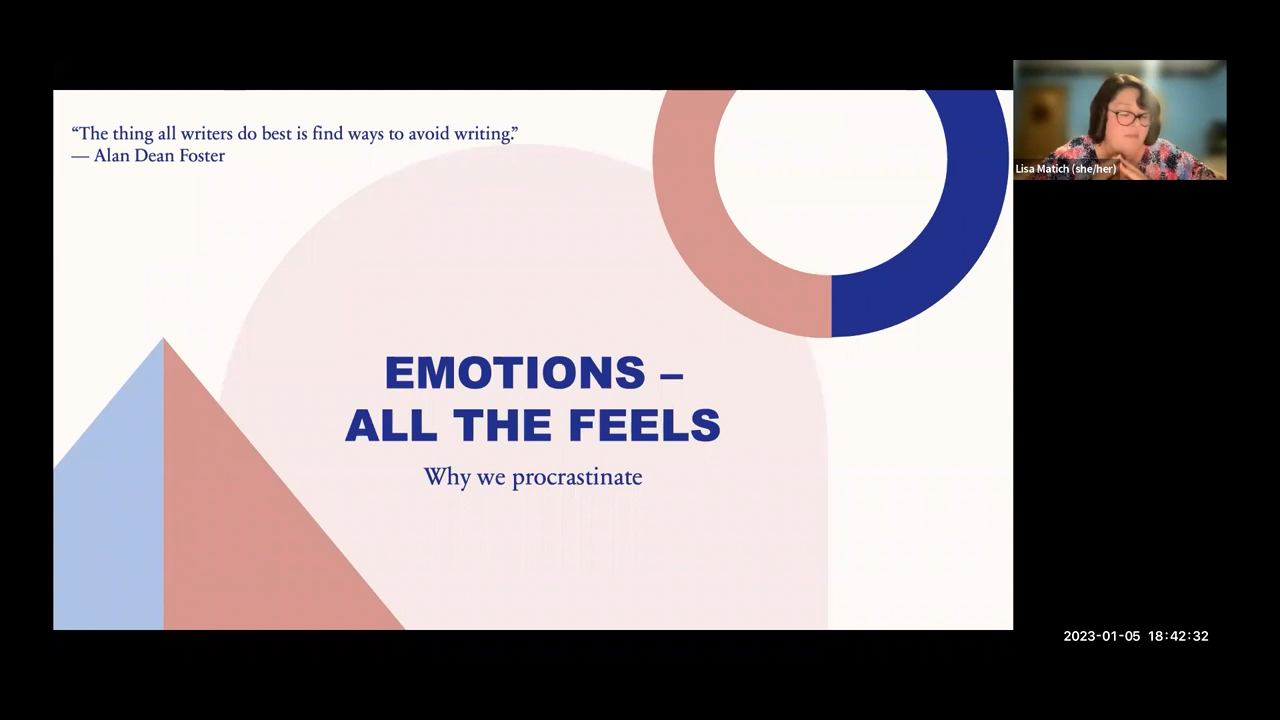 “The thing all writers do best is find ways to avoid writing.”
— Alan Dean Foster
EMOTIONS –
ALL THE FEELS
Why we procrastinate
Lisa Matich (she/her)
2023-01-05 18:42:32